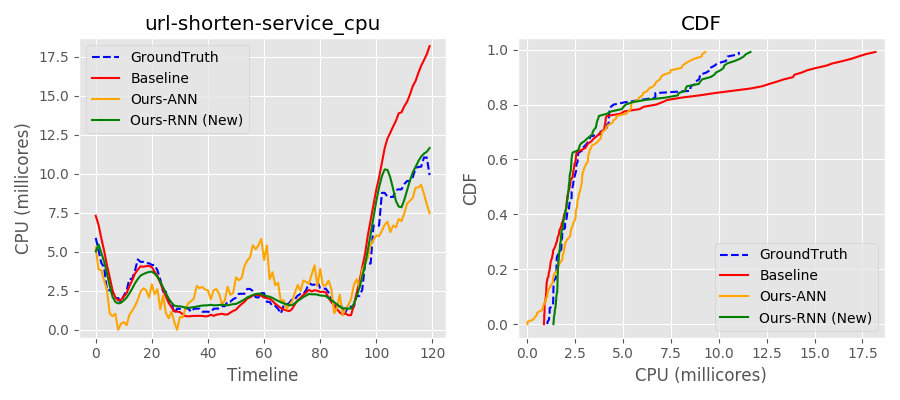 url-shorten-service_cpu
CPU (millicores)
17.5
15.0
12.5
10.0
7.5
5.0
2.5
0.0
GroundTruth
Baseline
Ours-ANN
Ours-RNN (New)
0 20 40 60 80 100 120
Timeline
CDF
CDF
1.0
0.8
0.6
0.4
0.2
0.0
GroundTruth
Baseline
Ours-ANN
Ours-RNN (New)
0.0 2.5 5.0 7.5 10.0 12.5 15.0 17.5
CPU (millicores)